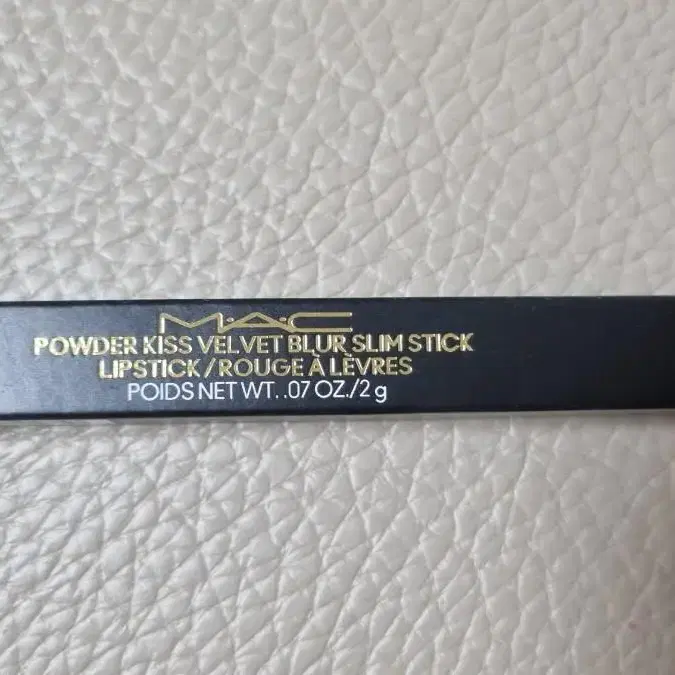 M·A·C
POWDER KISS VELVET BLUR SLIM STICK
LIPSTICK/ROUGE À LÈVRES
POIDS NET WT. .07 OZ./2 g